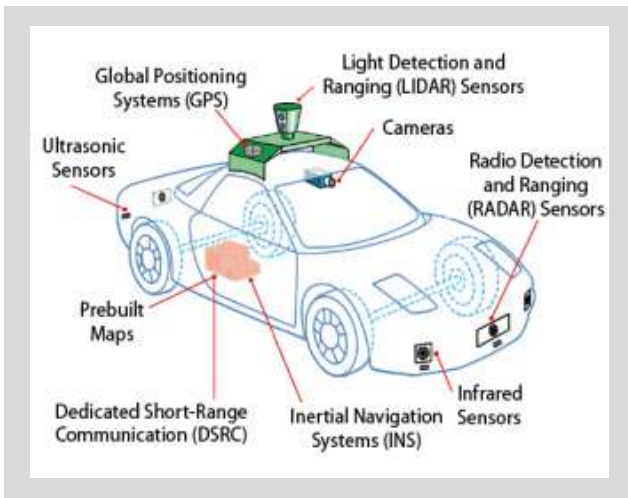 Global Positioning
Systems (GPS)
Light Detection and
Ranging (LIDAR) Sensors
Cameras
Ultrasonic
Sensors
Radio Detection
and Ranging
(RADAR) Sensors
Prebuilt
Maps
Dedicated Short-Range
Communication (DSRC)
Inertial Navigation
Systems (INS)
Infrared
Sensors